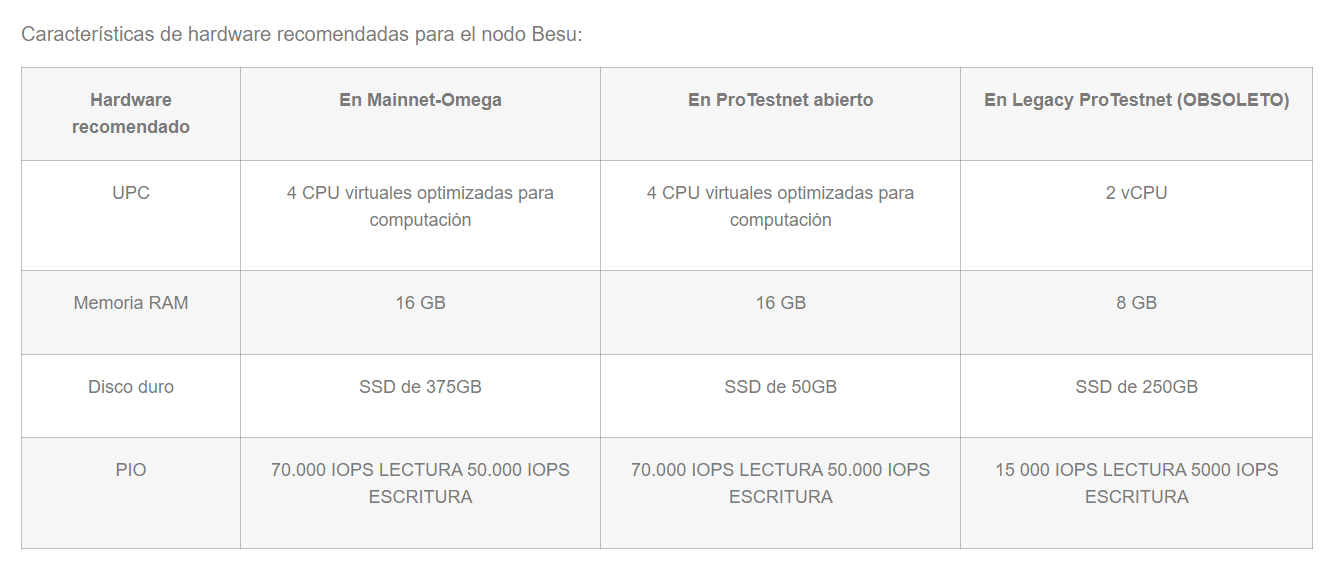 Características de hardware recomendadas para el nodo Besu:
Hardware
recomendado
En Mainnet-Omega
En ProTestnet abierto
En Legacy ProTestnet (OBSOLETO)
UPC
4 CPU virtuales optimizadas para
computación
4 CPU virtuales optimizadas para
computación
2 vCPU
Memoria RAM
16 GB
16 GB
8 GB
Disco duro
SSD de 375GB
SSD de 50GB
SSD de 250GB
PIO
70.000 IOPS LECTURA 50.000 IOPS
ESCRITURA
70.000 IOPS LECTURA 50.000 IOPS
ESCRITURA
15 000 IOPS LECTURA 5000 IOPS
ESCRITURA